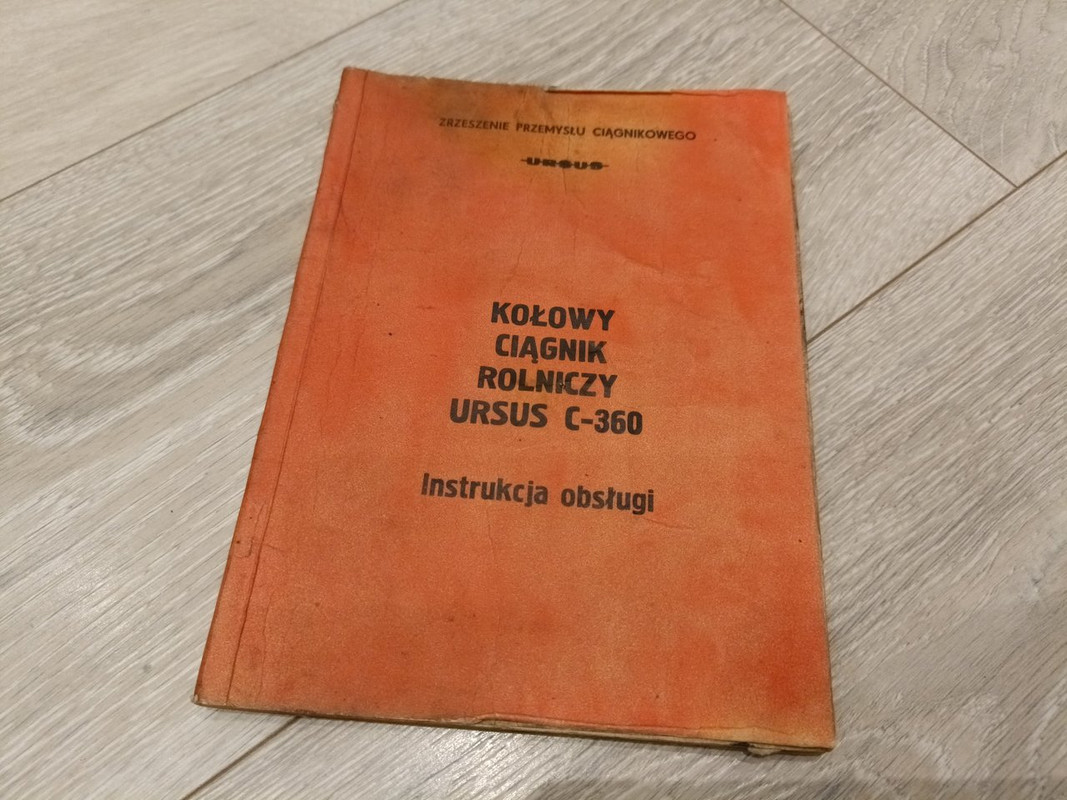 ZRZESZENIE PRZEMYSŁU CIĄGNIKOWEGO
URSUS
KOŁOWY
CIĄGNIK
ROLNICZY
URSUS C-360
Instrukcja obsługi